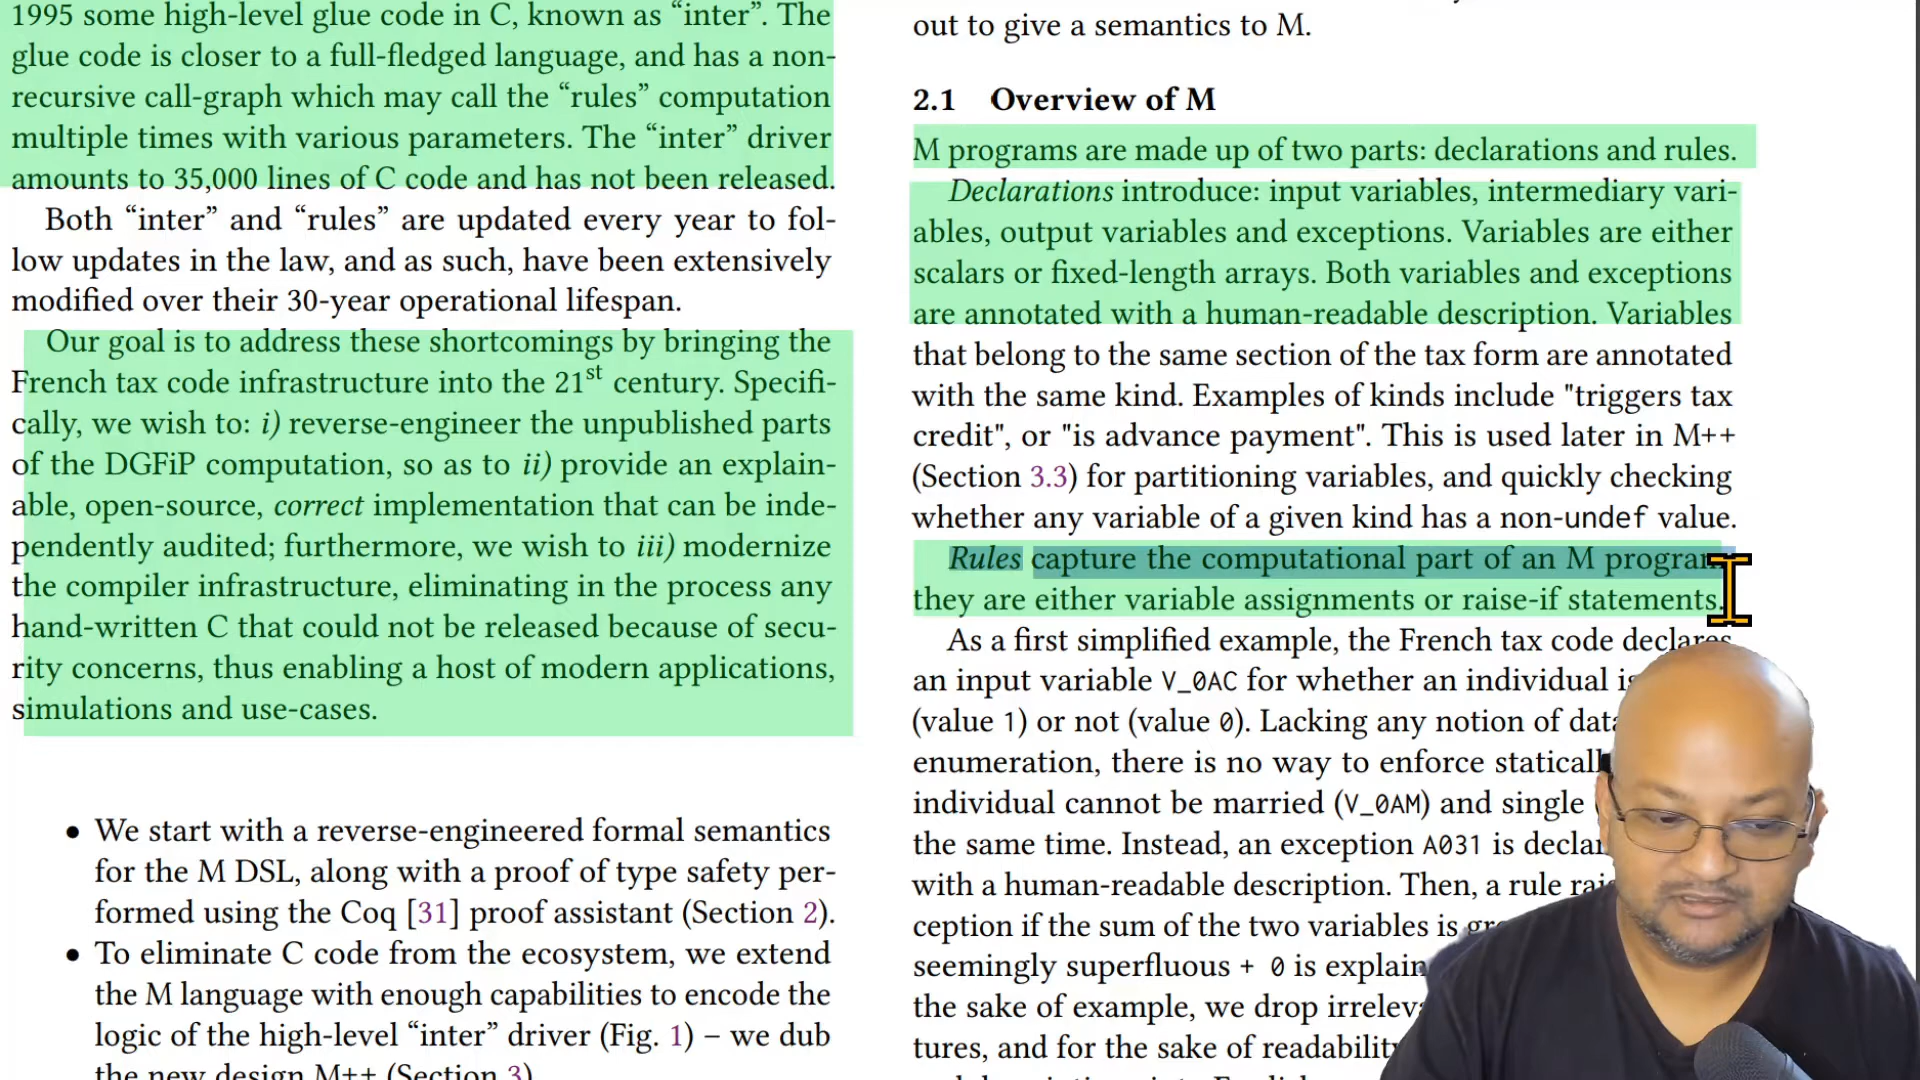 1995 some high-level glue code in C, known as “inter”. The
glue code is closer to a full-fledged language, and has a non-
recursive call-graph which may call the “rules” computation
multiple times with various parameters. The “inter” driver
amounts to 35,000 lines of C code and has not been released.
Both “inter” and “rules” are updated every year to fol-
low updates in the law, and as such, have been extensively
modified over their 30-year operational lifespan.
Our goal is to address these shortcomings by bringing the
French tax code infrastructure into the 21st century. Specifi-
cally, we wish to: i) reverse-engineer the unpublished parts
of the DGFiP computation, so as to ii) provide an explain-
able, open-source, correct implementation that can be inde-
pendently audited; furthermore, we wish to iii) modernize
the compiler infrastructure, eliminating in the process any
hand-written C that could not be released because of secu-
rity concerns, thus enabling a host of modern applications,
simulations and use-cases.
• We start with a reverse-engineered formal semantics
for the M DSL, along with a proof of type safety per-
formed using the Coq [31] proof assistant (Section 2).
• To eliminate C code from the ecosystem, we extend
the M language with enough capabilities to encode the
logic of the high-level “inter” driver (Fig. 1) – we dub
the new design M++ (Section 3)
out to give a semantics to M.
2.1 Overview of M
M programs are made up of two parts: declarations and rules.
Declarations introduce: input variables, intermediary vari-
ables, output variables and exceptions. Variables are either
scalars or fixed-length arrays. Both variables and exceptions
are annotated with a human-readable description. Variables
that belong to the same section of the tax form are annotated
with the same kind. Examples of kinds include "triggers tax
credit", or "is advance payment". This is used later in M++
(Section 3.3) for partitioning variables, and quickly checking
whether any variable of a given kind has a non-undef value.
Rules capture the computational part of an M program
they are either variable assignments or raise-if statements.
As a first simplified example, the French tax code declares
an input variable V_0AC for whether an individual is
(value 1) or not (value 0). Lacking any notion of data
enumeration, there is no way to enforce statically
individual cannot be married (V_0AM) and single
the same time. Instead, an exception A031 is
with a human-readable description. Then, a rule
ception if the sum of the two variables is
seemingly superfluous + 0 is
the sake of example, we drop
tures, and for the sake of readability